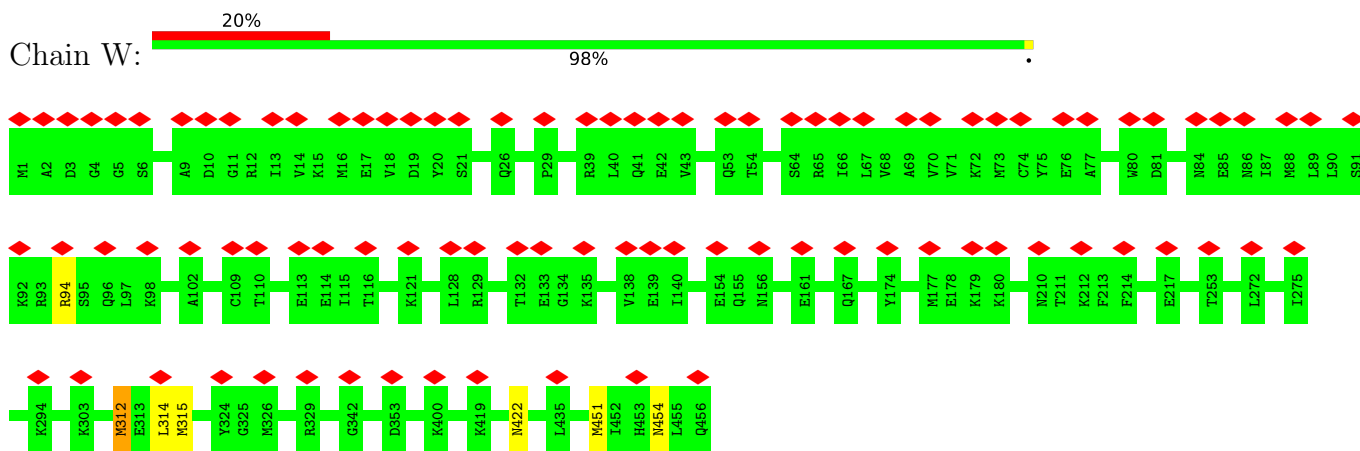 20%
Chain W:
98%
.
M1 A2 D3 G4 G5 S6 A9 D10 G11 R12 I13 V14 K15 M16 E17 V18 D19 Y20 S21 Q26 P29 R39 L40 Q41 E42 V43 Q53 T54 S64 R65 I66 L67 V68 A69 V70 V71 K72 M73 C74 Y75 E76 A77 W80 D81 N84 E85 N86 I87 M88 L89 L90 S91
K92 R93 R94 S95 Q96 L97 K98 A102 G109 T110 E113 E114 I115 T116 K121 L128 R129 T132 E133 G134 K135 V138 E139 I140 E154 Q155 N156 E161 Q167 Y174 M177 E178 K179 K180 N210 T211 K212 F213 F214 E217 T253 L272 I275
K294 K303 M312 E313 L314 M315 Y324 G325 M326 R329 G342 D353 K400 K419 N422 L435 M451 I452 H453 N454 L455 Q456